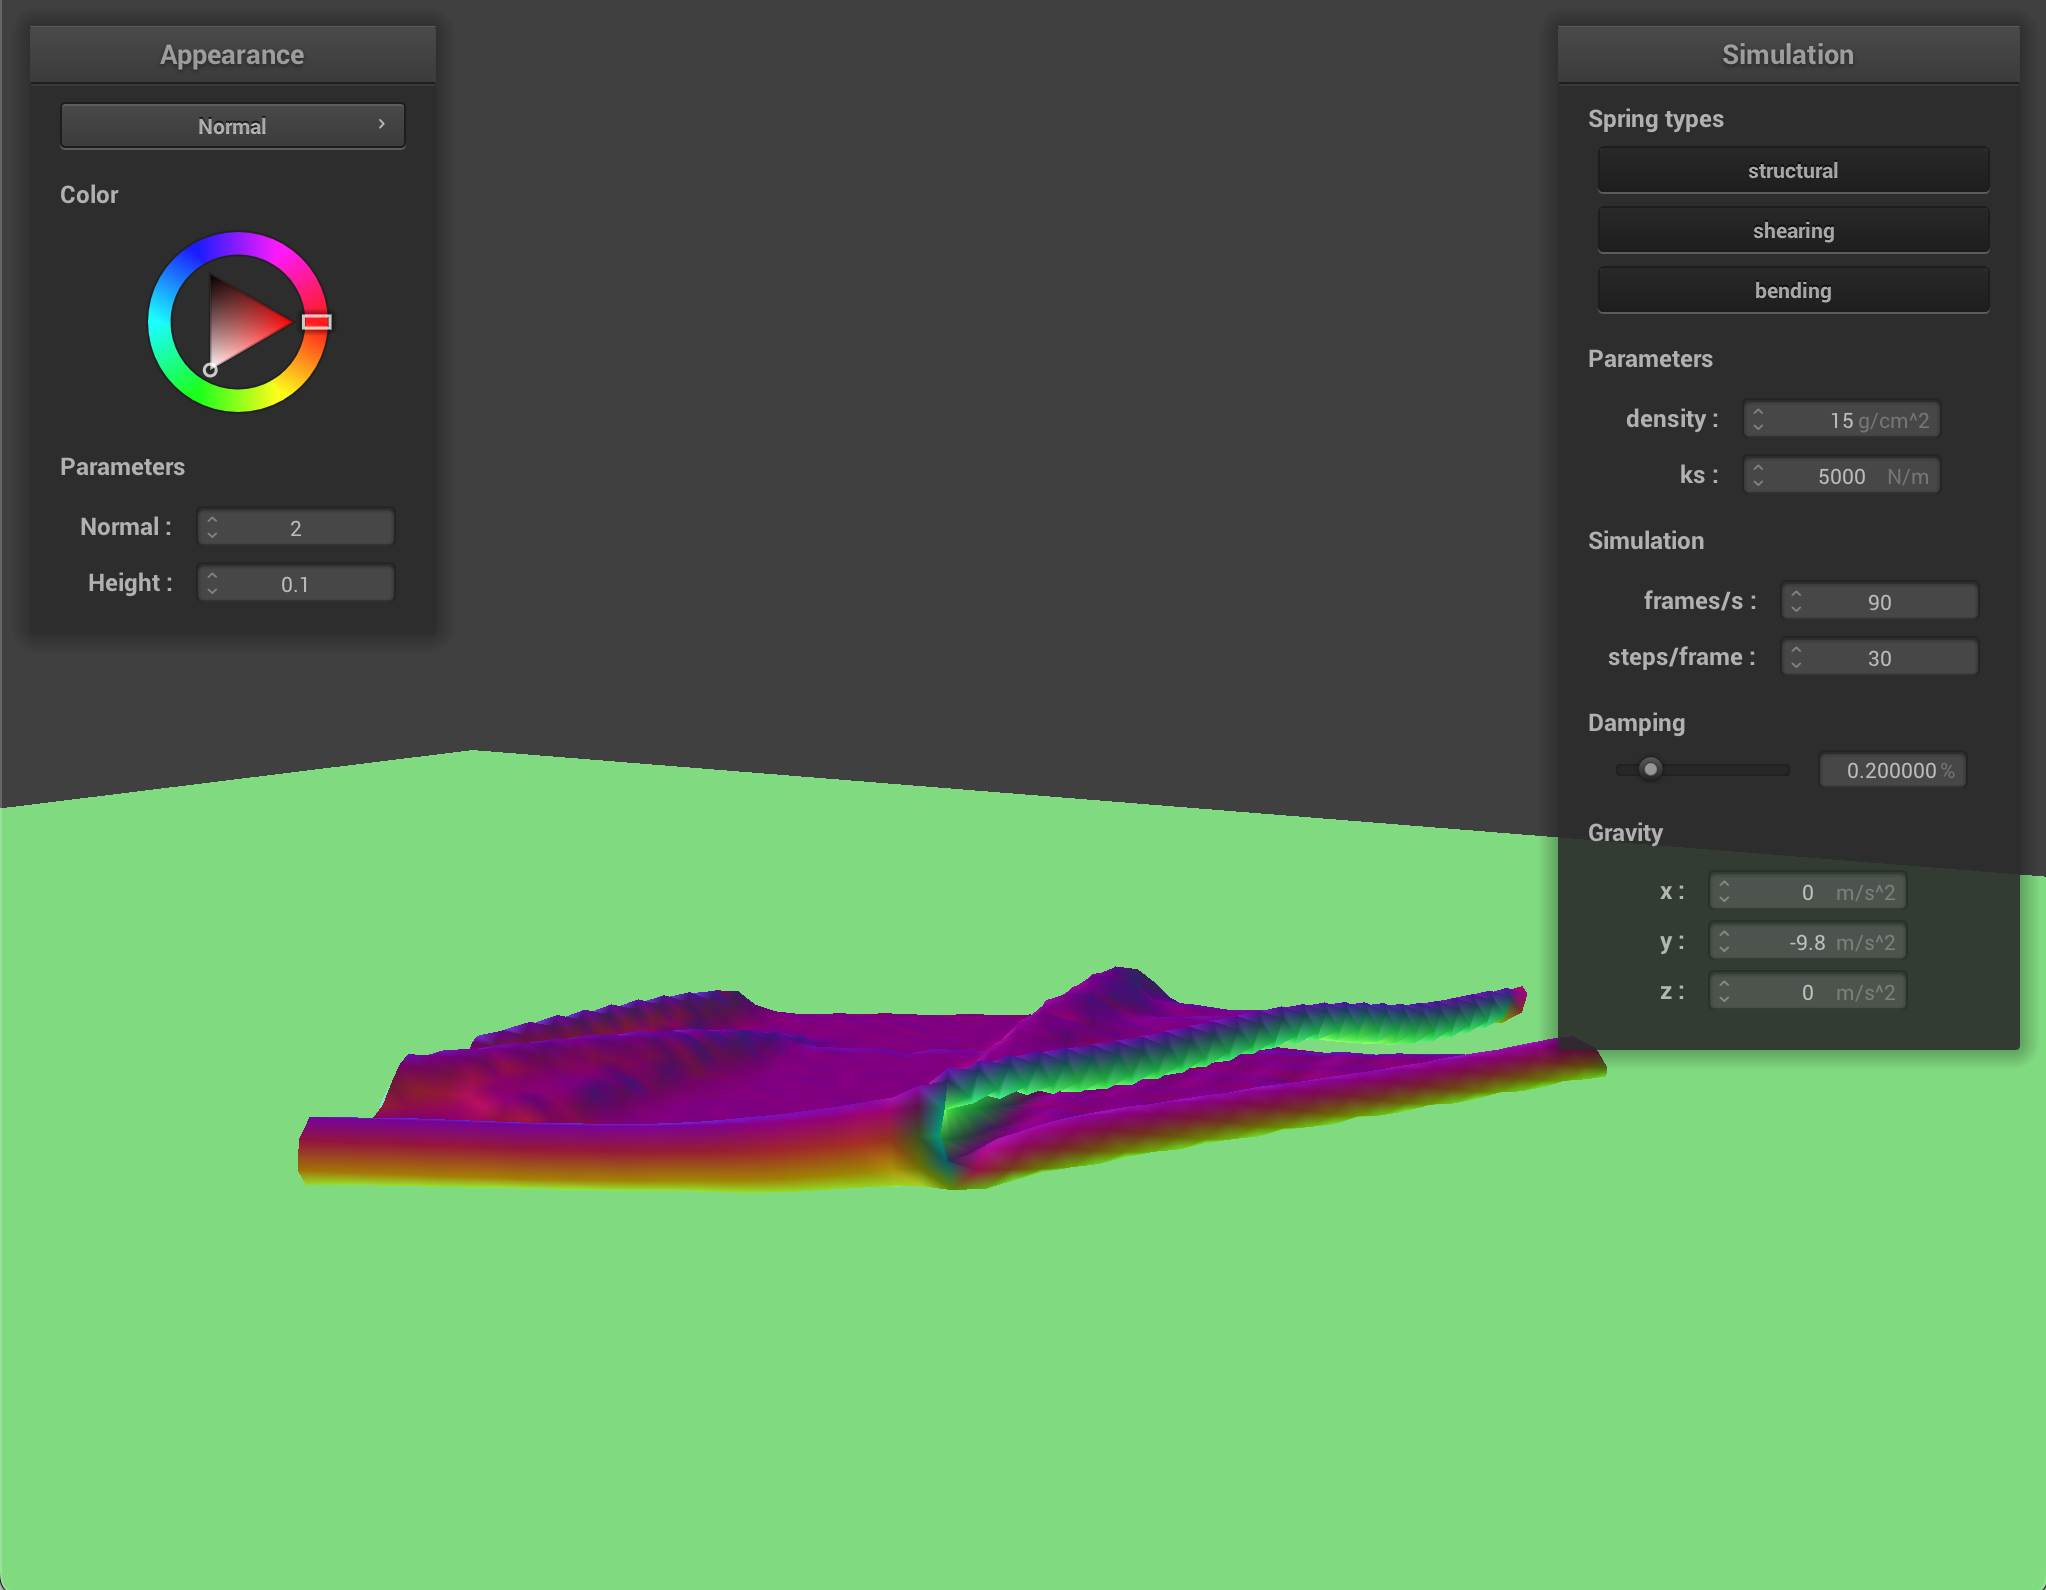 Appearance
Normal
Color
Parameters
Normal : 2
Height : 0.1
Simulation
Spring types
structural
shearing
bending
Parameters
density : 15 g/cm^2
ks : 5000 N/m
Simulation
frames/s : 90
steps/frame : 30
Damping
0.200000 %
Gravity
x : 0 m/s^2
y : -9.8 m/s^2
z : 0 m/s^2